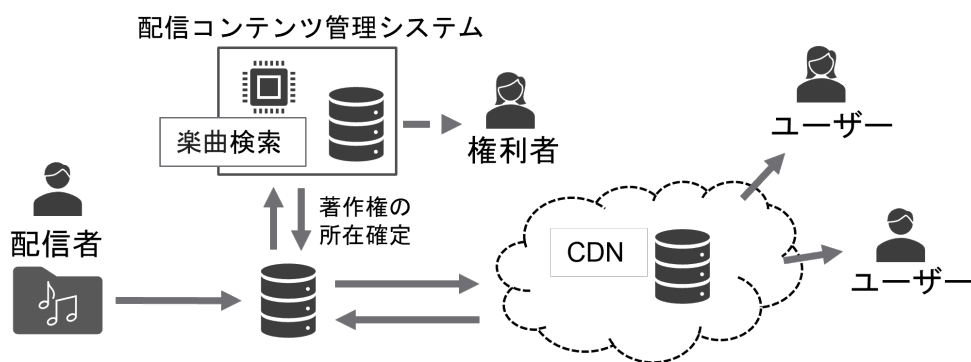 配信コンテンツ管理システム
楽曲検索
権利者
ユーザー
配信者
著作権の
所在確定
CDN
ユーザー